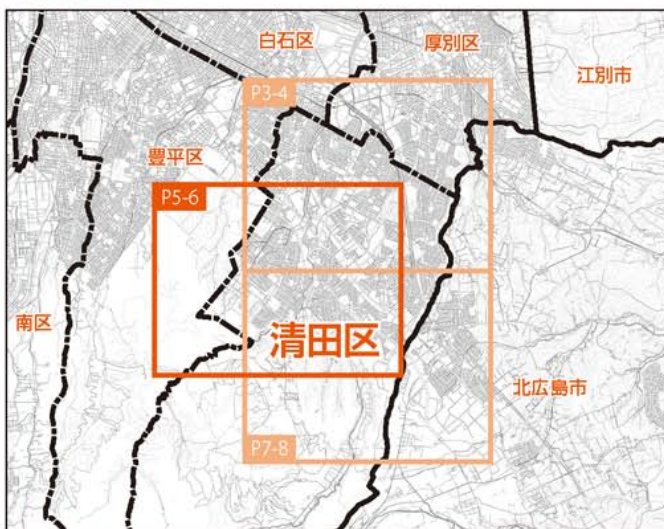 白石区
厚別区
江別市
P3-4
豊平区
P5-6
南区
清田区
北広島市
P7-8